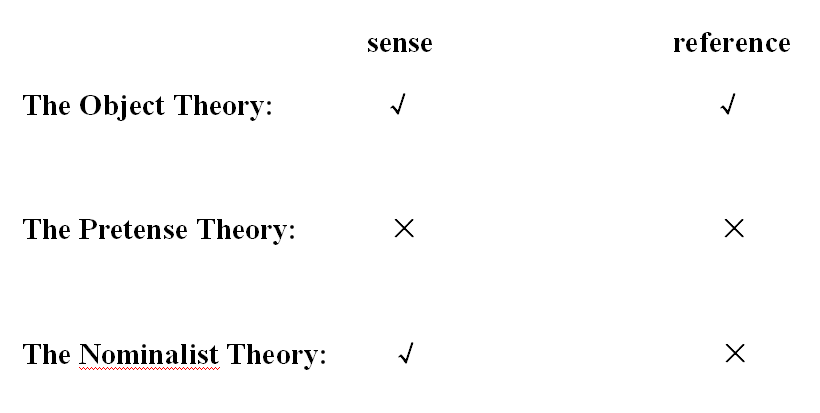 sense reference
The Object Theory: √ √
The Pretense Theory: × ×
The Nominalist Theory: √ ×